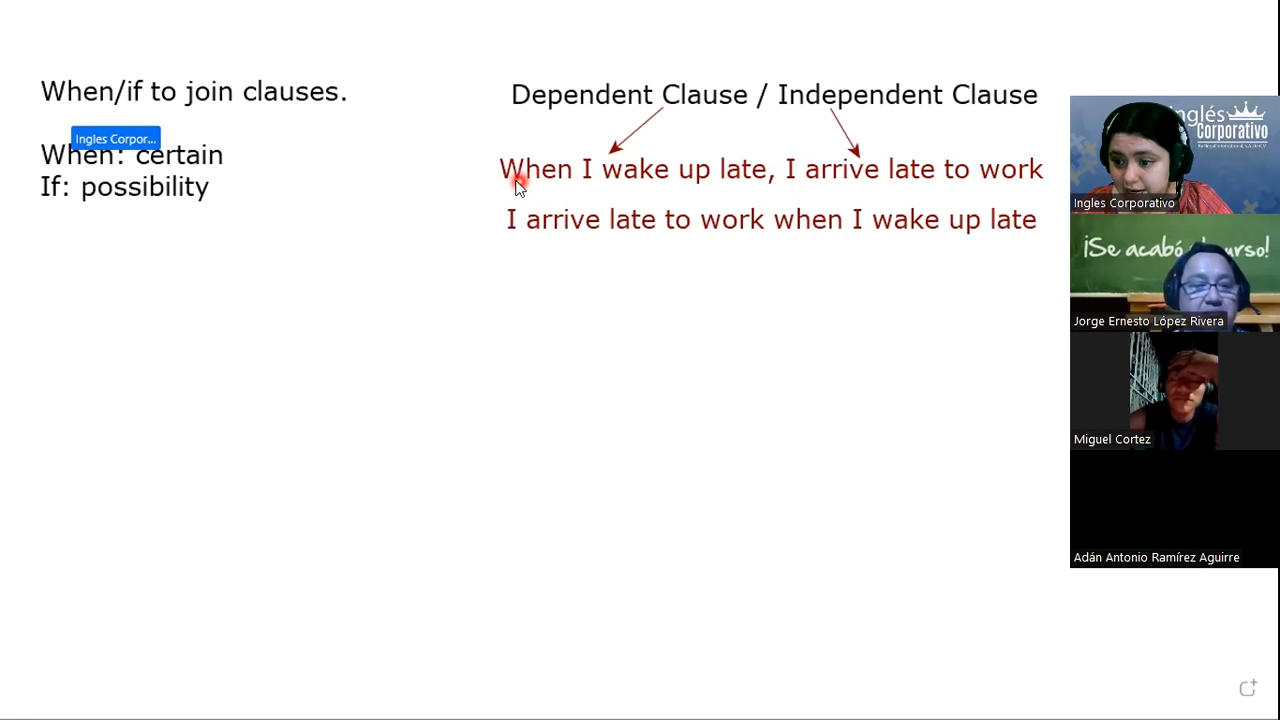 When/if to join clauses.
Ingles Corpor...
When: certain
If: possibility
Dependent Clause / Independent Clause
When I wake up late, I arrive late to work
I arrive late to work when I wake up late
Inglés
Corporativo
Ingles Corporativo
¡Se acabó el curso!
Jorge Ernesto López Rivera
Miguel Cortez
Adán Antonio Ramírez Aguirre